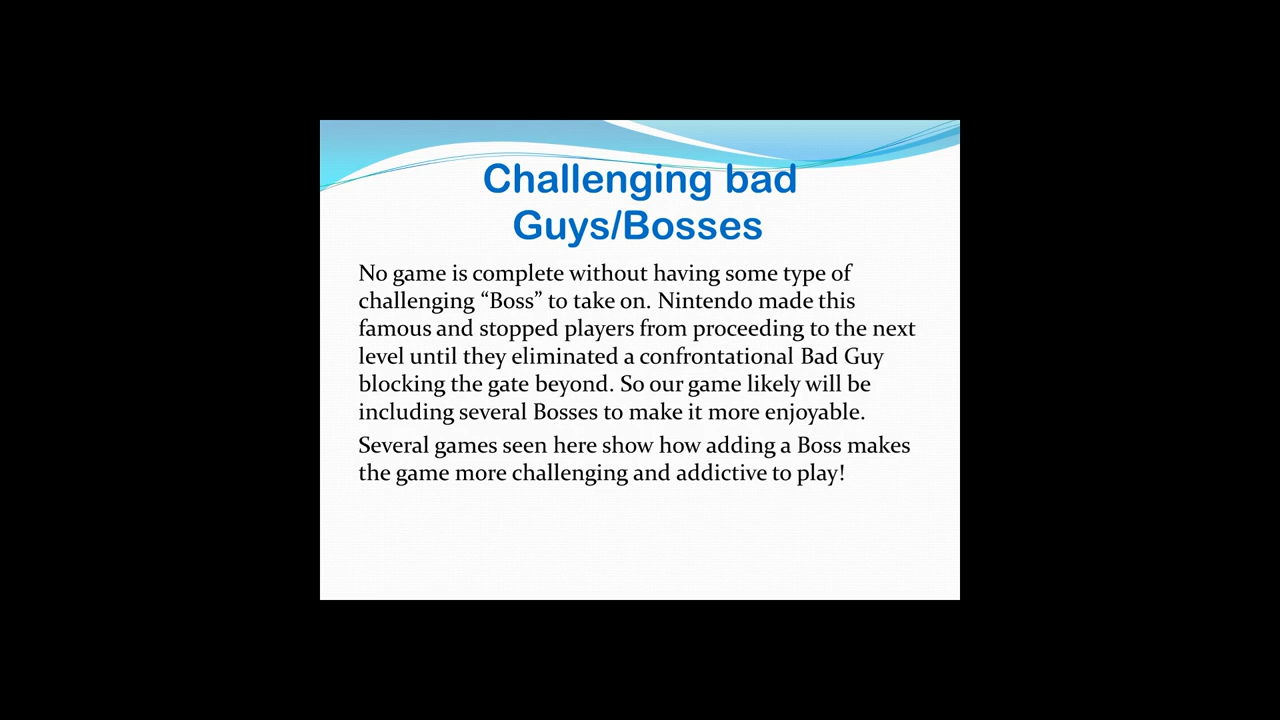 Challenging bad
Guys/Bosses
No game is complete without having some type of
challenging “Boss” to take on. Nintendo made this
famous and stopped players from proceeding to the next
level until they eliminated a confrontational Bad Guy
blocking the gate beyond. So our game likely will be
including several Bosses to make it more enjoyable.
Several games seen here show how adding a Boss makes
the game more challenging and addictive to play!